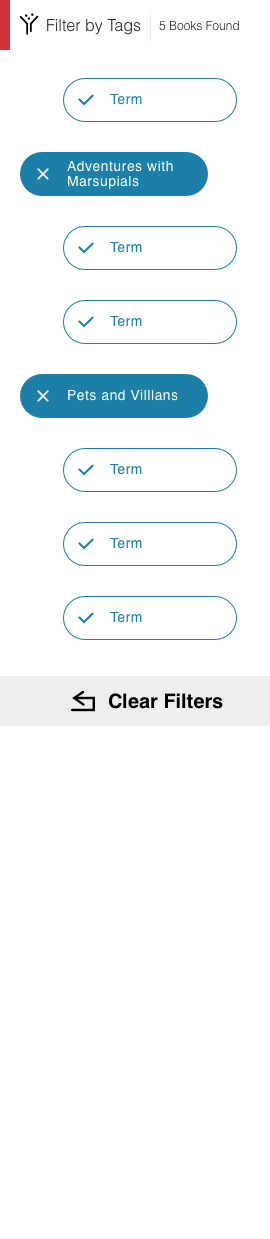 Filter by Tags
5 Books Found
Term
Adventures with
Marsupials
Term
Term
Pets and Villlans
Term
Term
Term
Clear Filters